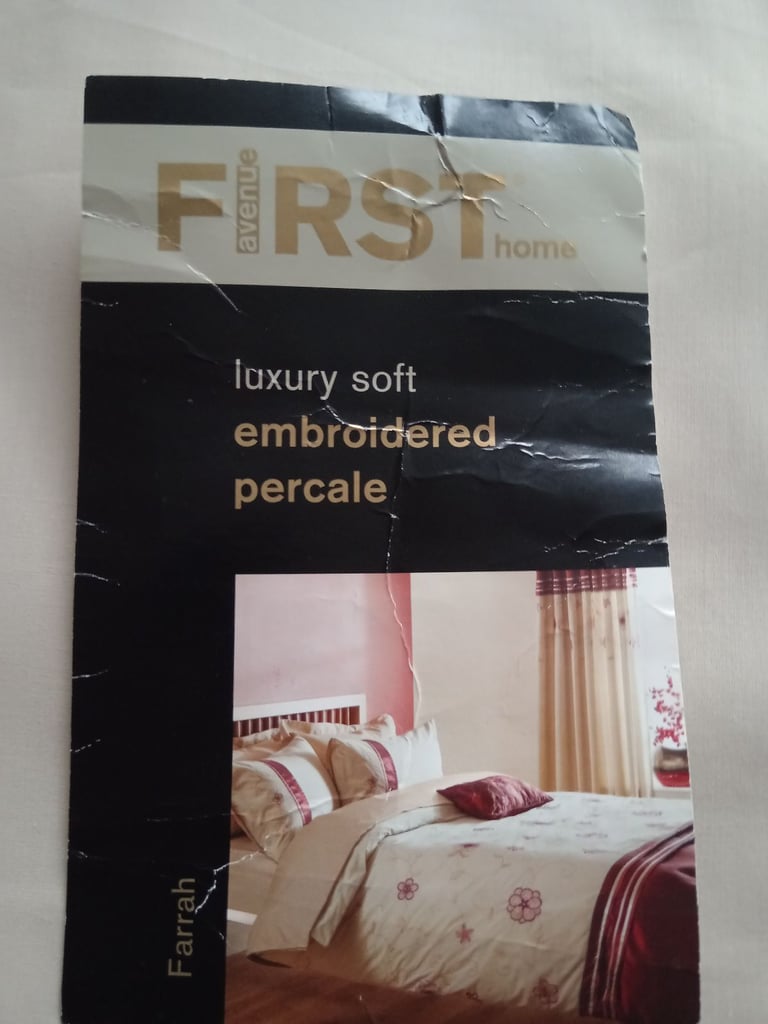 FiRST
avenue
home
luxury soft
embroidered
percale
Farrah